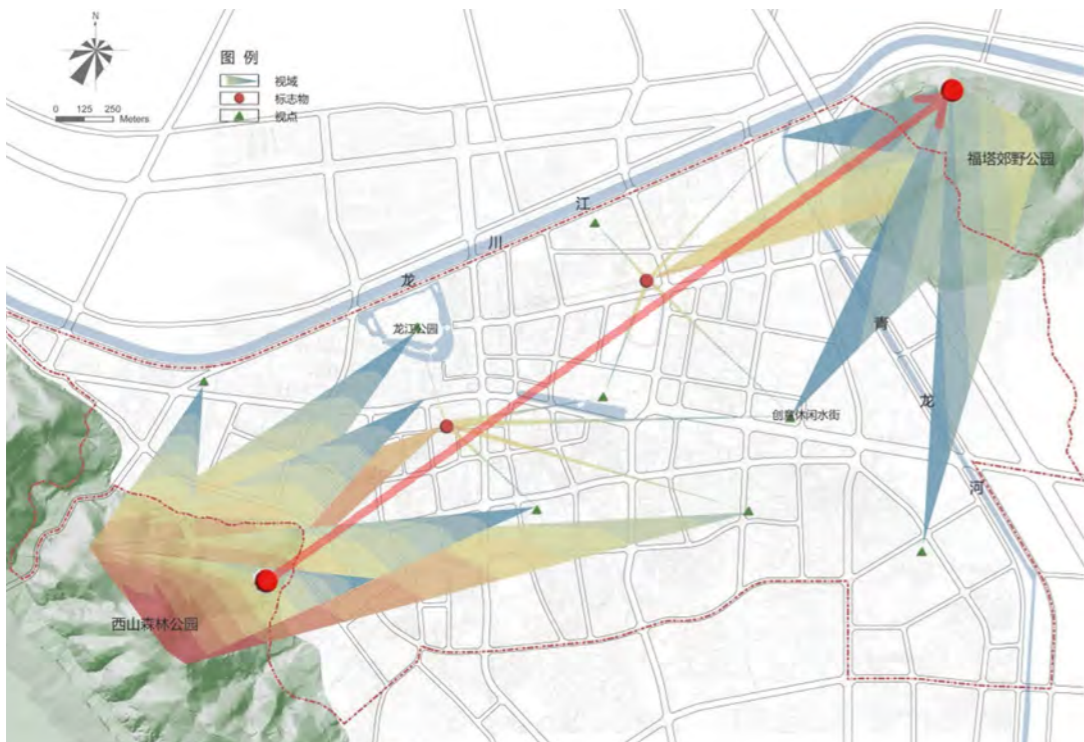 N
图 例
视域
标志物
视点
0 125 250
Meters
福塔郊野公园
江
川
龙
龙江公园
青
创意休闲水街
龙
河
西山森林公园